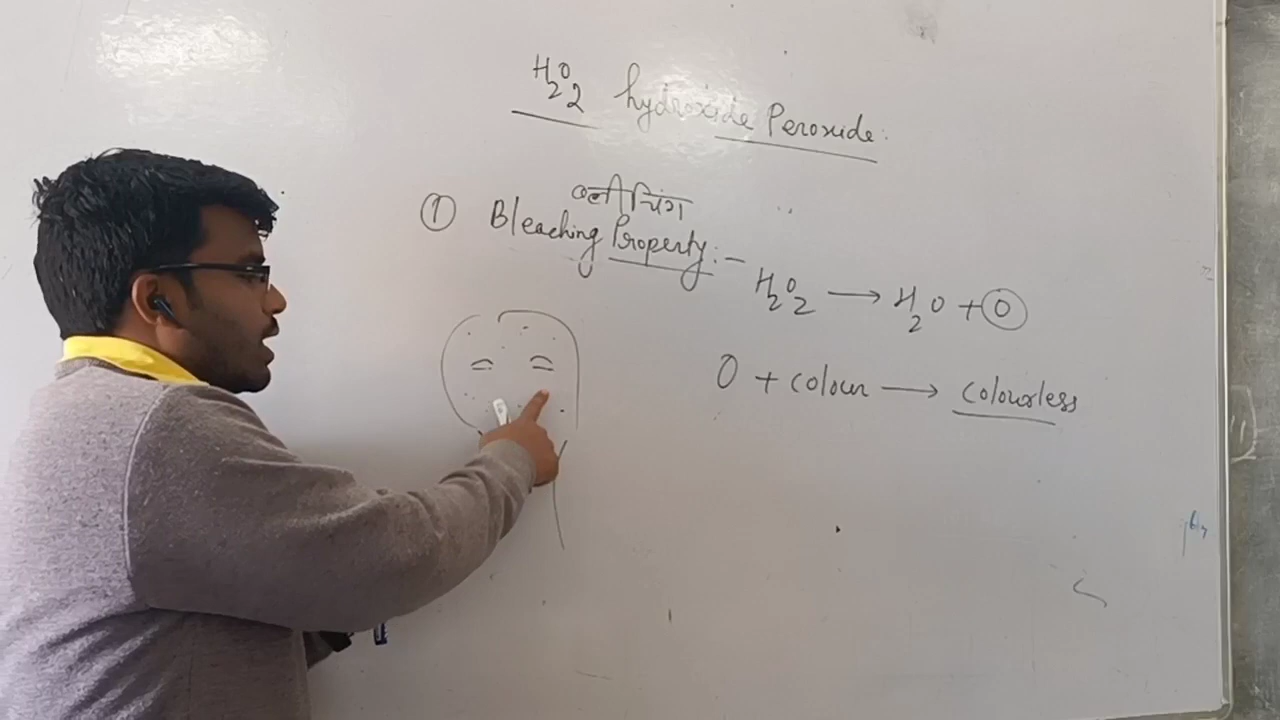 H2O2 hydroxide Peroxide:
ब्लीचिंग
① Bleaching Property:-
H2O2 → H2O + O
O + colour → colourless